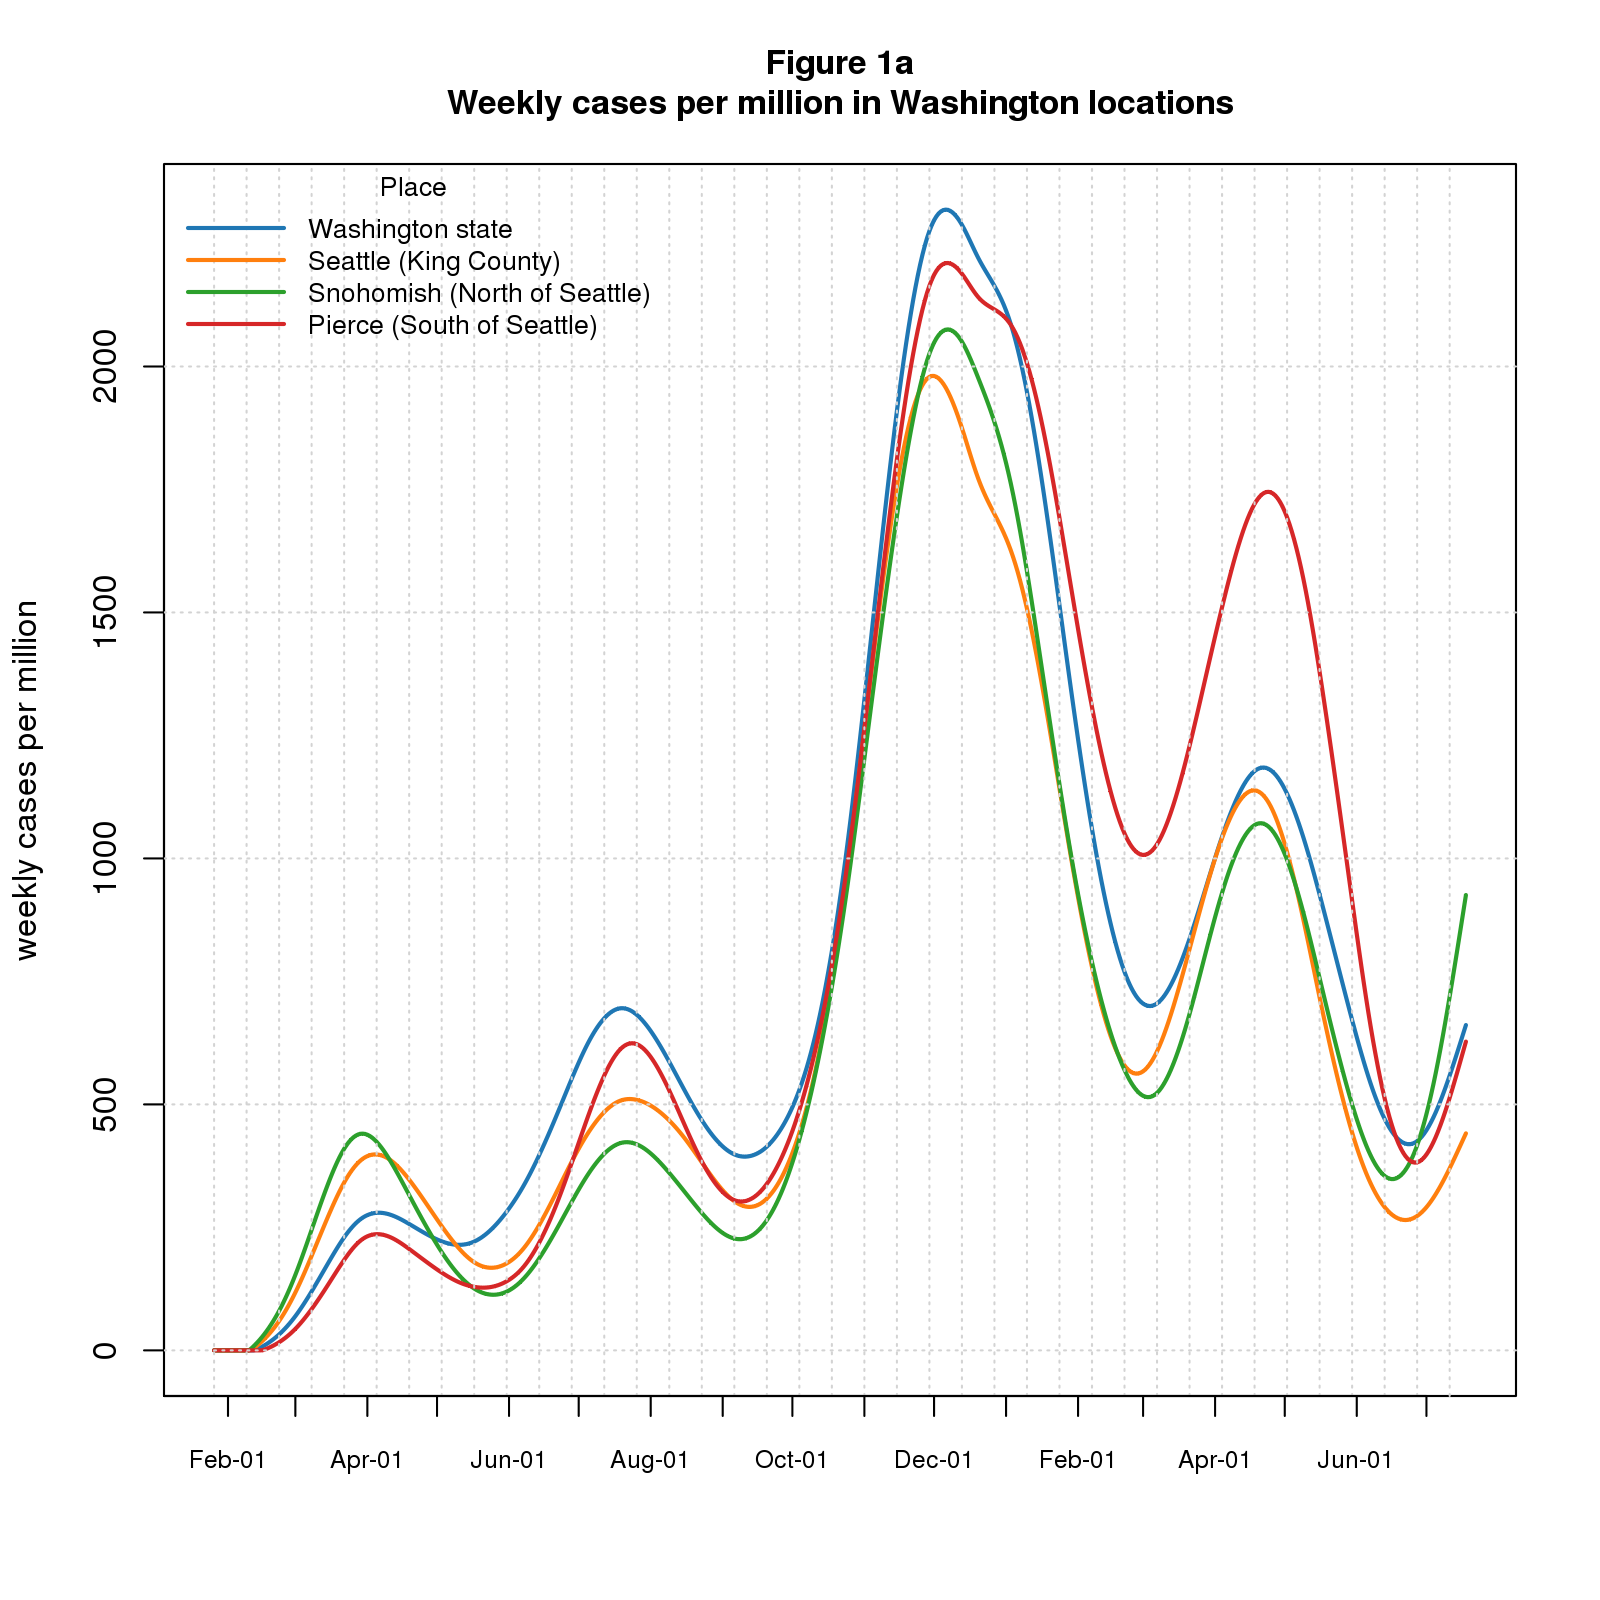 Figure 1a
Weekly cases per million in Washington locations
Place
Washington state
Seattle (King County)
Snohomish (North of Seattle)
Pierce (South of Seattle)
weekly cases per million
2000
1500
1000
500
0
Feb-01 Apr-01 Jun-01 Aug-01 Oct-01 Dec-01 Feb-01 Apr-01 Jun-01